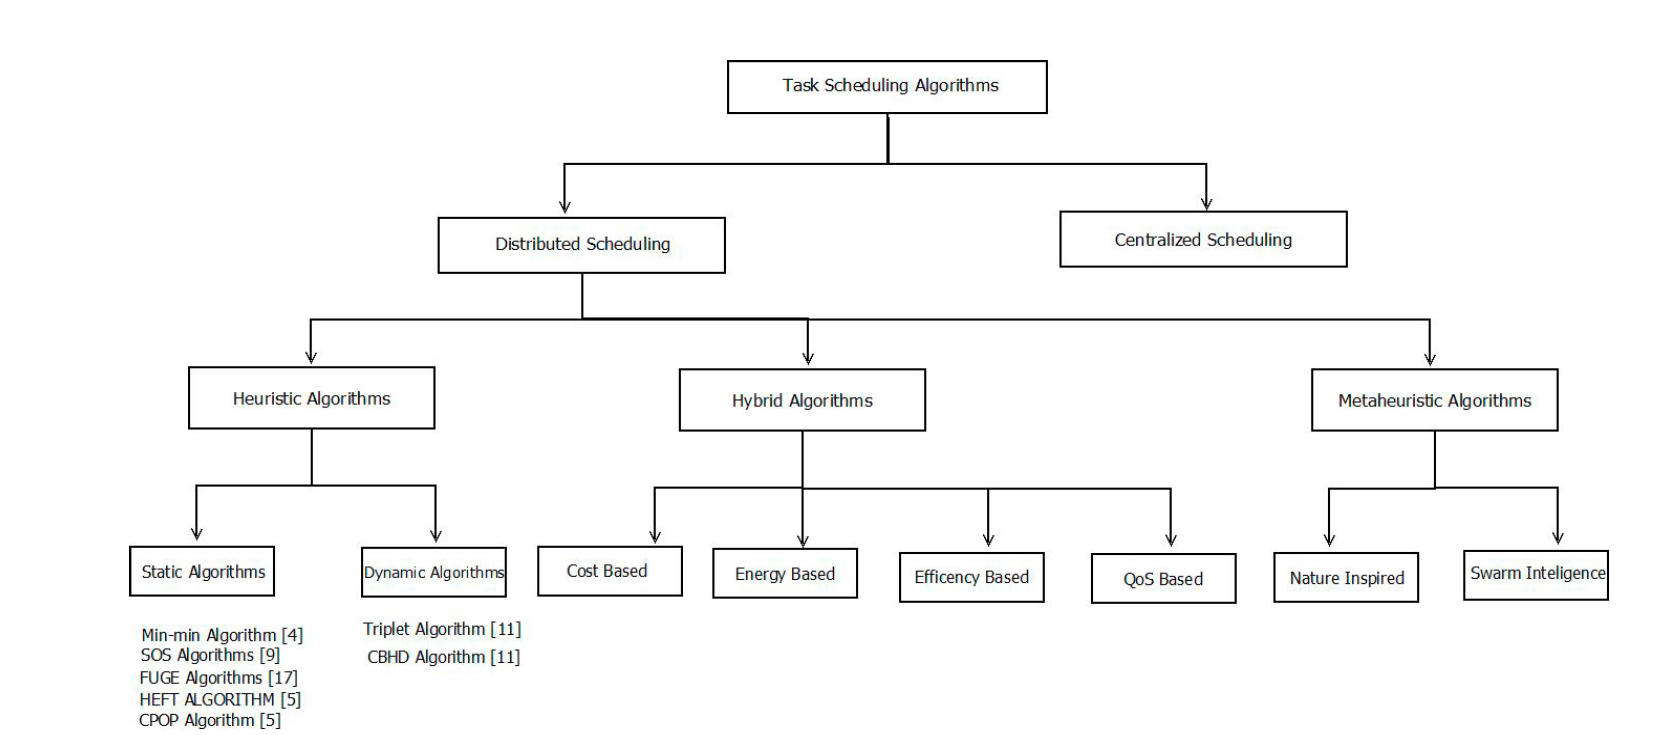 Task Scheduling Algorithms
Distributed Scheduling
Centralized Scheduling
Heuristic Algorithms
Hybrid Algorithms
Metaheuristic Algorithms
Static Algorithms
Dynamic Algorithms
Cost Based
Energy Based
Efficency Based
QoS Based
Nature Inspired
Swarm Inteligence
Min-min Algorithm [4]
SOS Algorithms [9]
FUGE Algorithms [17]
HEFT ALGORITHM [5]
CPOP Algorithm [5]
Triplet Algorithm [11]
CBHD Algorithm [11]